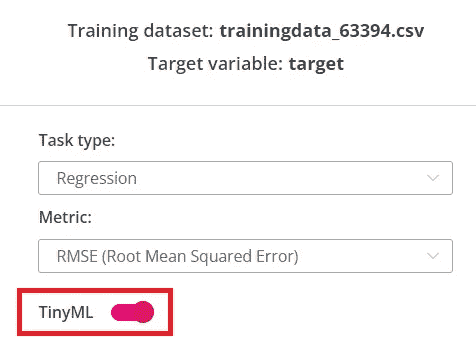 Training dataset: trainingdata_63394.csv
Target variable: target
Task type:
Regression
Metric:
RMSE (Root Mean Squared Error)
TinyML